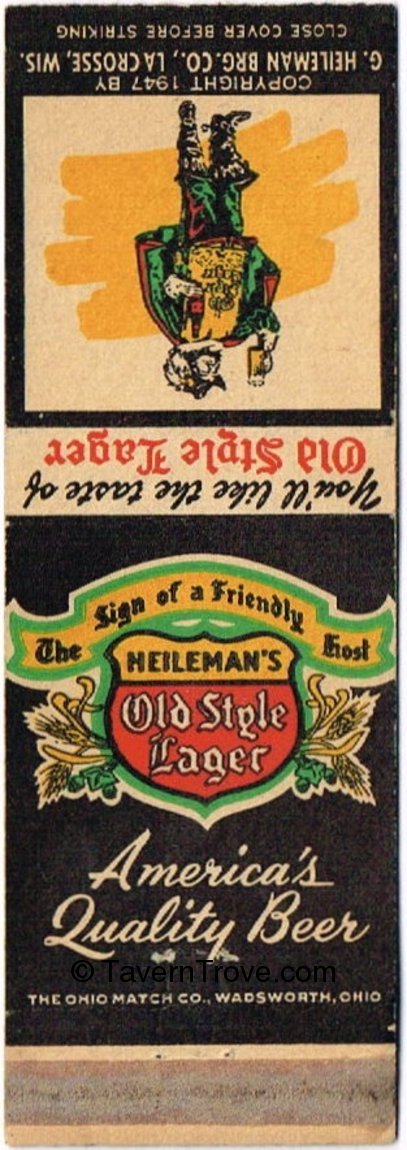 CLOSE COVER BEFORE STRIKING
G. HEILEMAN BRG. CO., LA CROSSE, WIS.
COPYRIGHT 1947 BY
Old Style Lager
You'll like the taste of
The Sign of a Friendly Host
HEILEMAN'S
Old Style
Lager
America's
Quality Beer
© TavernTrove.com
THE OHIO MATCH CO., WADSWORTH, OHIO